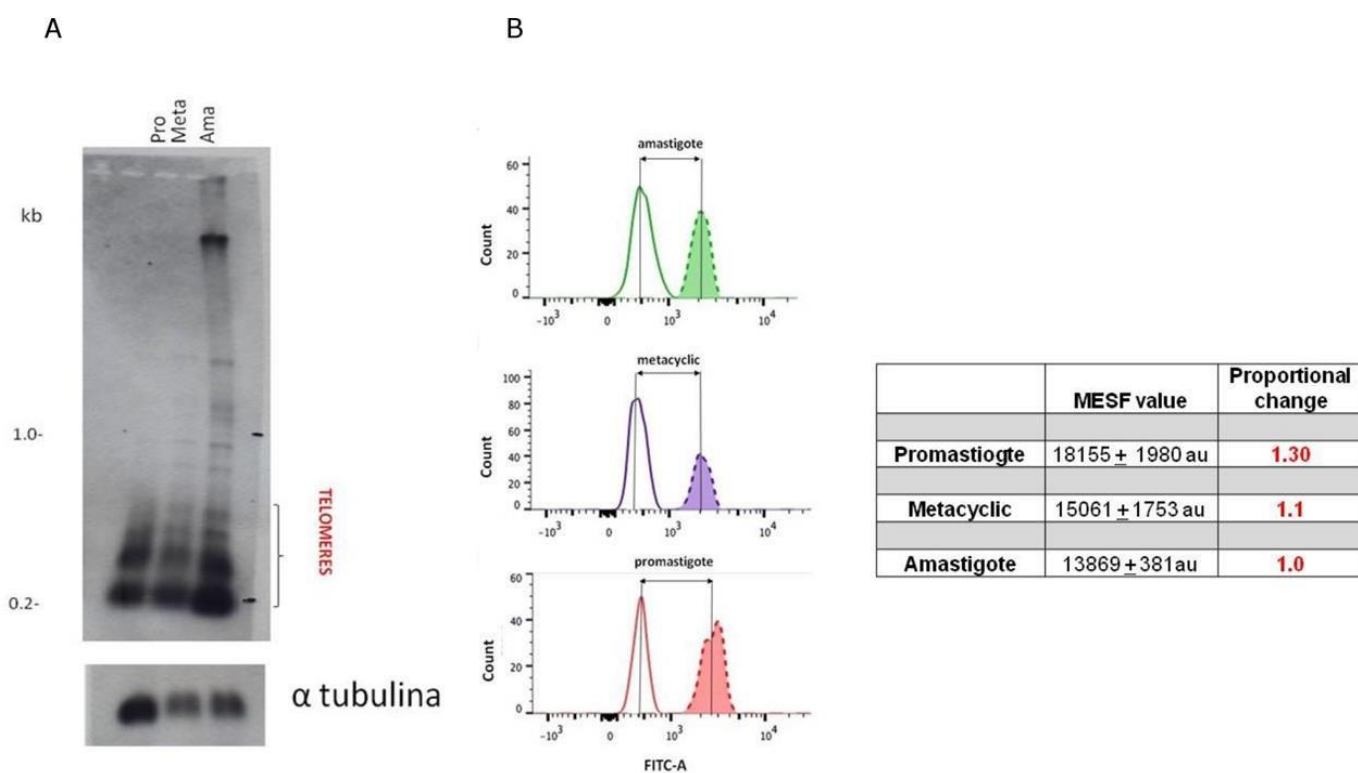 A
B
Pro
Meta
Ama
kb
1.0-
0.2-
TELOMERES
α tubulina
amastigote
60
40
20
0
Count
-10³ 0 10³ 10⁴
metacyclic
100
80
60
40
20
0
Count
-10³ 0 10³ 10⁴
promastigote
60
40
20
0
Count
-10³ 0 10³ 10⁴
FITC-A
MESF value Proportional change
Promastiogte 18155 ± 1980 au 1.30
Metacyclic 15061 ±1753 au 1.1
Amastigote 13869 ±381au 1.0